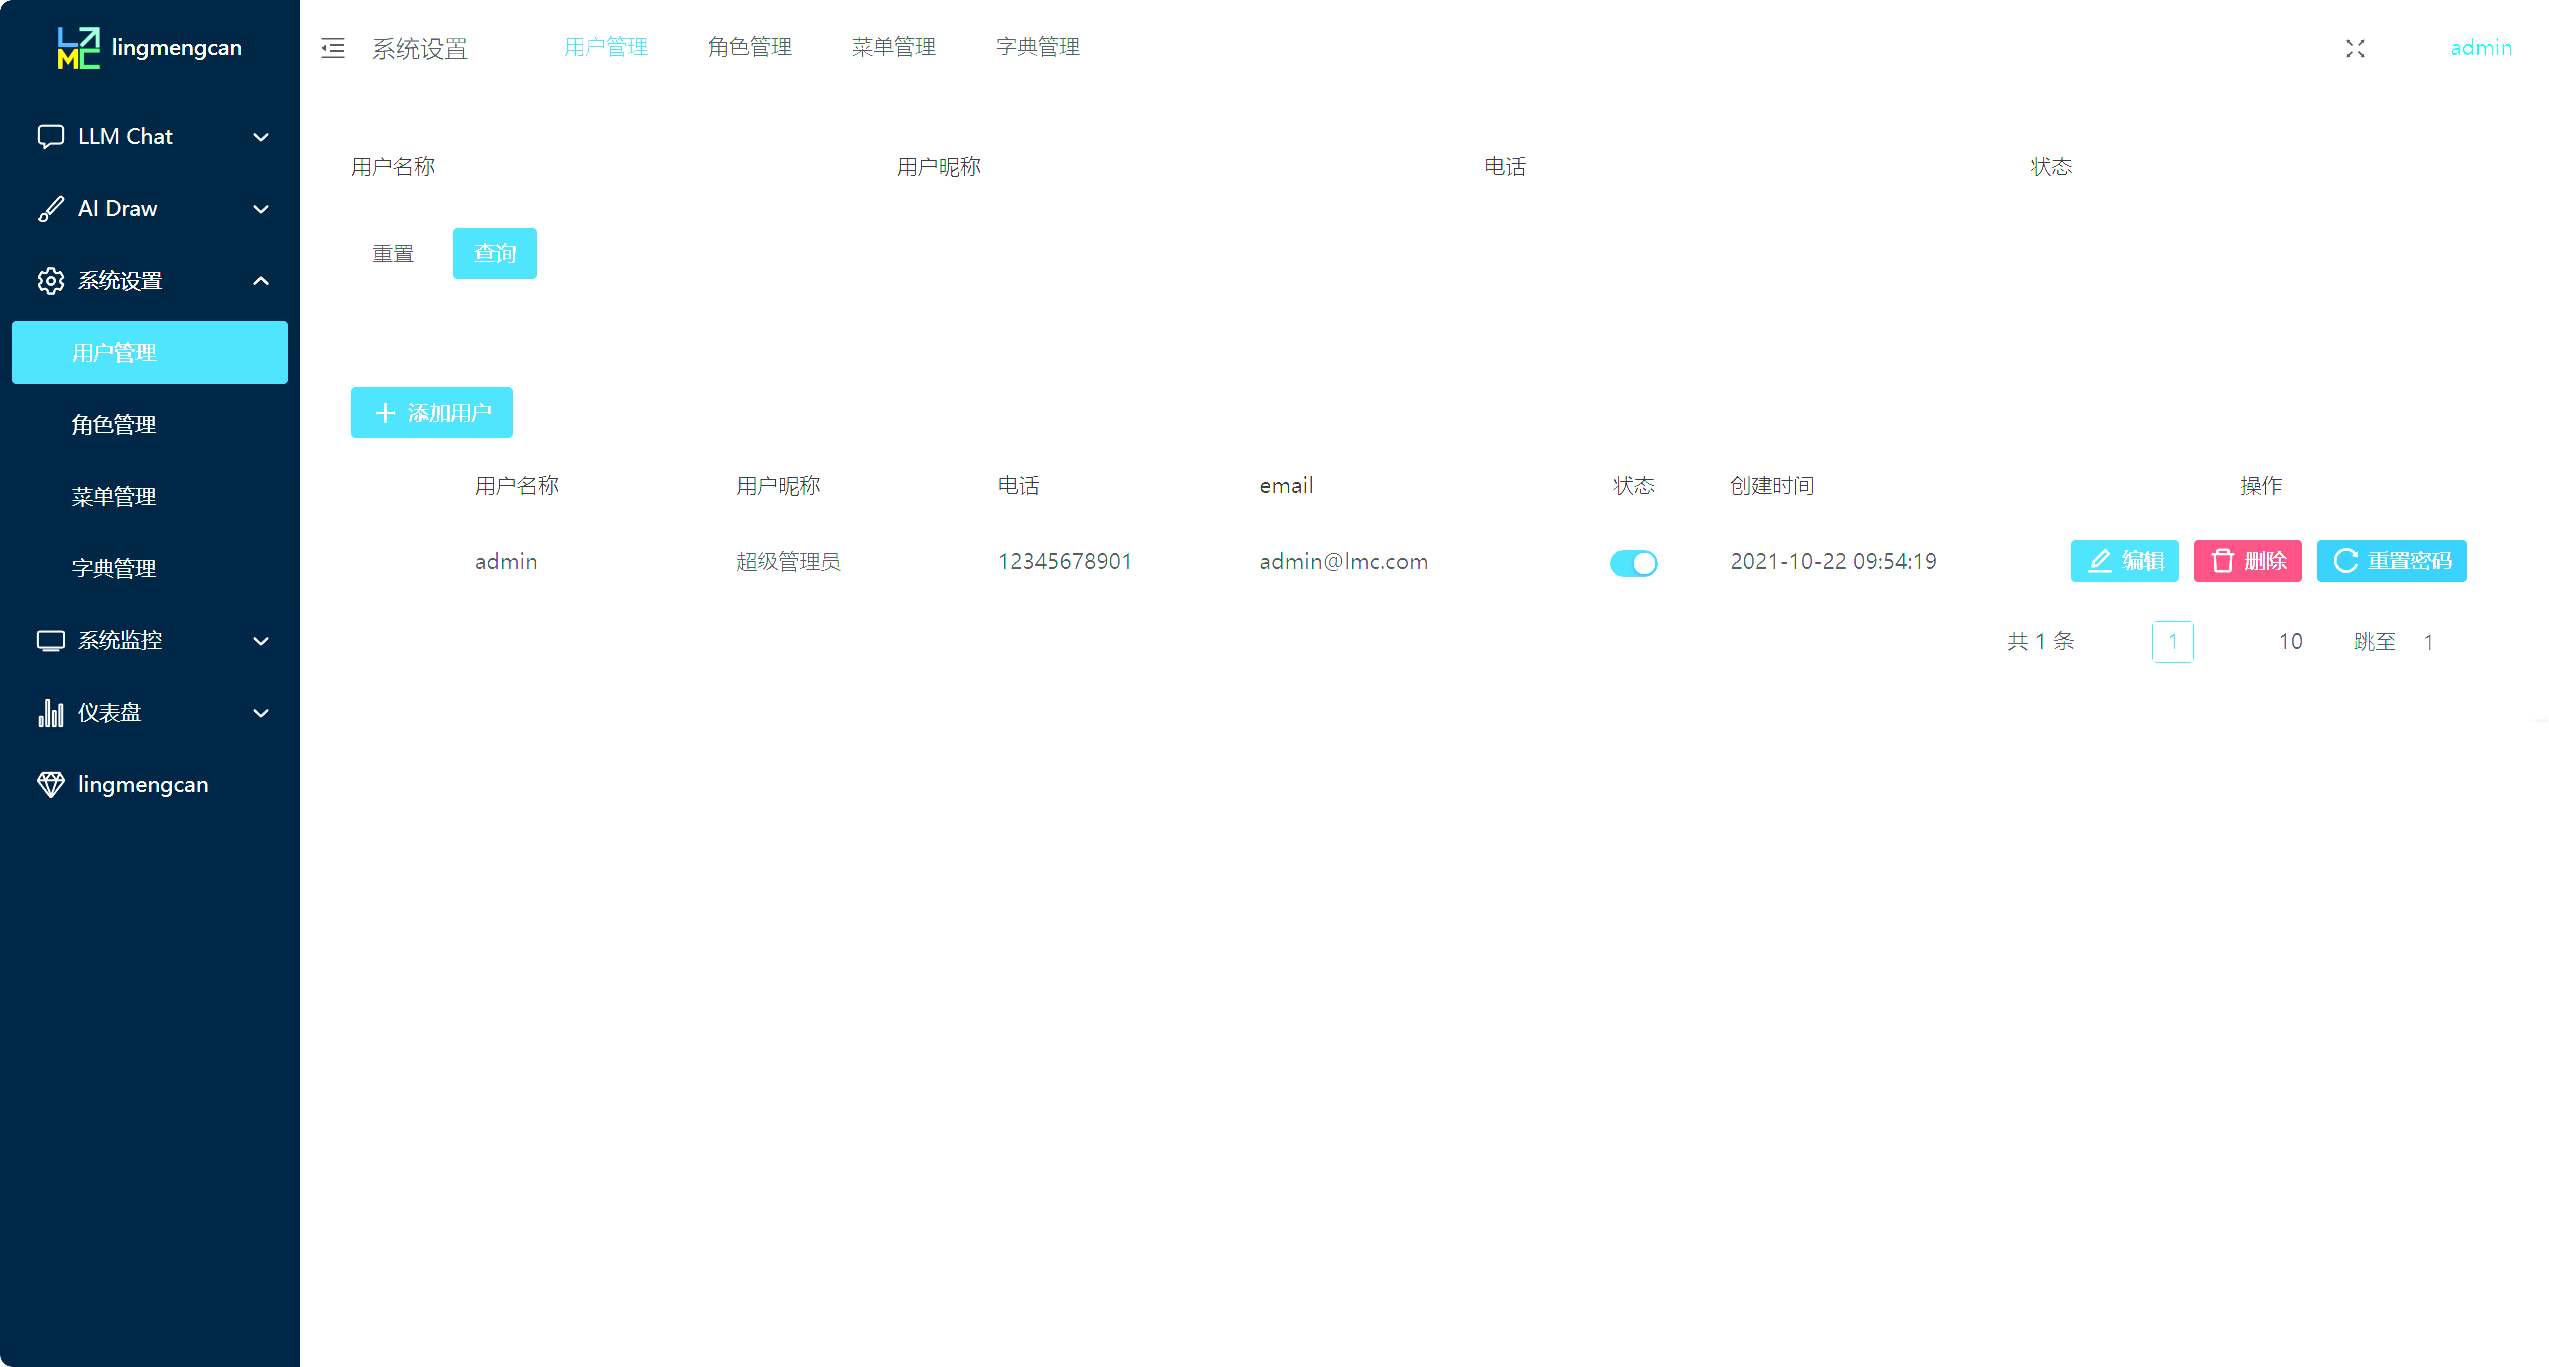 lingmengcan
LLM Chat
AI Draw
系统设置
用户管理
角色管理
菜单管理
字典管理
系统监控
仪表盘
lingmengcan
系统设置 用户管理 角色管理 菜单管理 字典管理 admin
用户名称 用户昵称 电话 状态
重置 查询
添加用户
用户名称 用户昵称 电话 email 状态 创建时间 操作
admin 超级管理员 12345678901 admin@lmc.com 2021-10-22 09:54:19 编辑 删除 重置密码
共 1 条 1 10 跳至 1